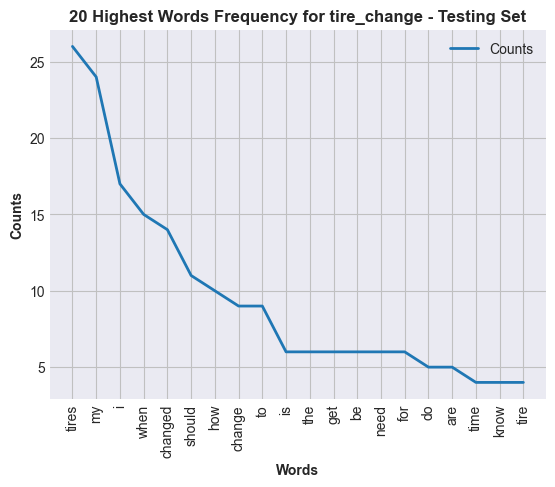 20 Highest Words Frequency for tire_change - Testing Set
Counts
Counts
25
20
15
10
5
tires
my
i
when
changed
should
how
change
to
is
the
get
be
need
for
do
are
time
know
tire
Words